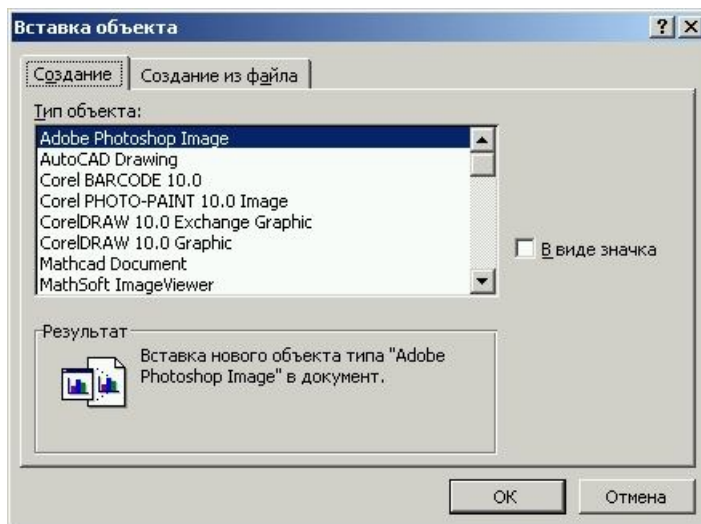 Вставка объекта
Создание
Создание из файла
Тип объекта:
Adobe Photoshop Image
AutoCAD Drawing
Corel BARCODE 10.0
Corel PHOTO-PAINT 10.0 Image
CorelDRAW 10.0 Exchange Graphic
CorelDRAW 10.0 Graphic
Mathcad Document
MathSoft ImageViewer
В виде значка
Результат
Вставка нового объекта типа "Adobe
Photoshop Image" в документ.
ОК
Отмена